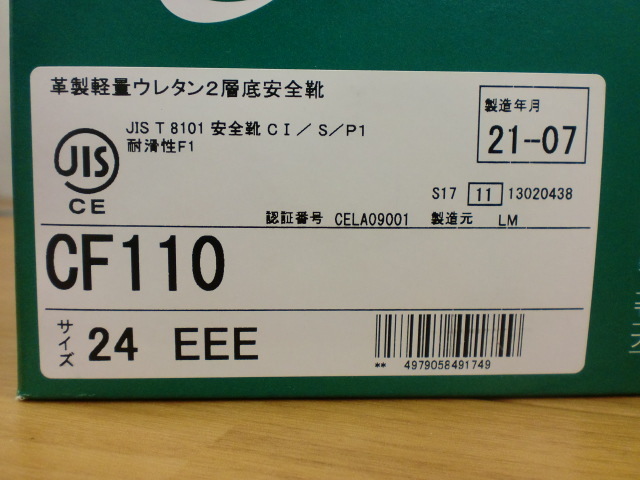 革製軽量ウレタン2層底安全靴
JIS T 8101 安全靴 CI/S/P1
耐滑性F1
JIS
CE
製造年月
21--07
S17 11 13020438
認証番号 CELA09001 製造元 LM
CF110
サイズ 24 EEE
** 4979058491749